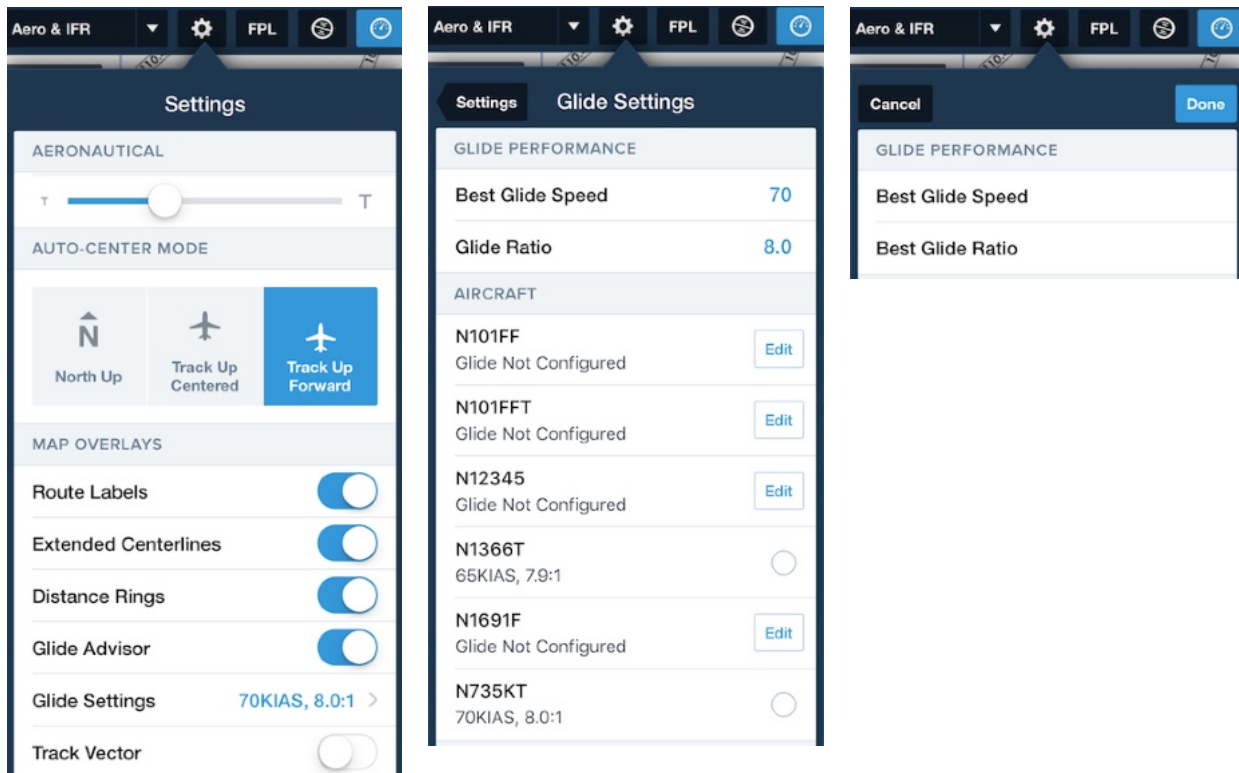 Aero & IFR FPL
110.
Settings
AERONAUTICAL
T T
AUTO-CENTER MODE
N
North Up
Track Up
Centered
Track Up
Forward
MAP OVERLAYS
Route Labels
Extended Centerlines
Distance Rings
Glide Advisor
Glide Settings 70KIAS, 8.0:1 >
Track Vector
Aero & IFR FPL
110.
Settings Glide Settings
GLIDE PERFORMANCE
Best Glide Speed 70
Glide Ratio 8.0
AIRCRAFT
N101FF
Glide Not Configured
Edit
N101FFT
Glide Not Configured
Edit
N12345
Glide Not Configured
Edit
N1366T
65KIAS, 7.9:1
N1691F
Glide Not Configured
Edit
N735KT
70KIAS, 8.0:1
Aero & IFR FPL
110.
Cancel Done
GLIDE PERFORMANCE
Best Glide Speed
Best Glide Ratio